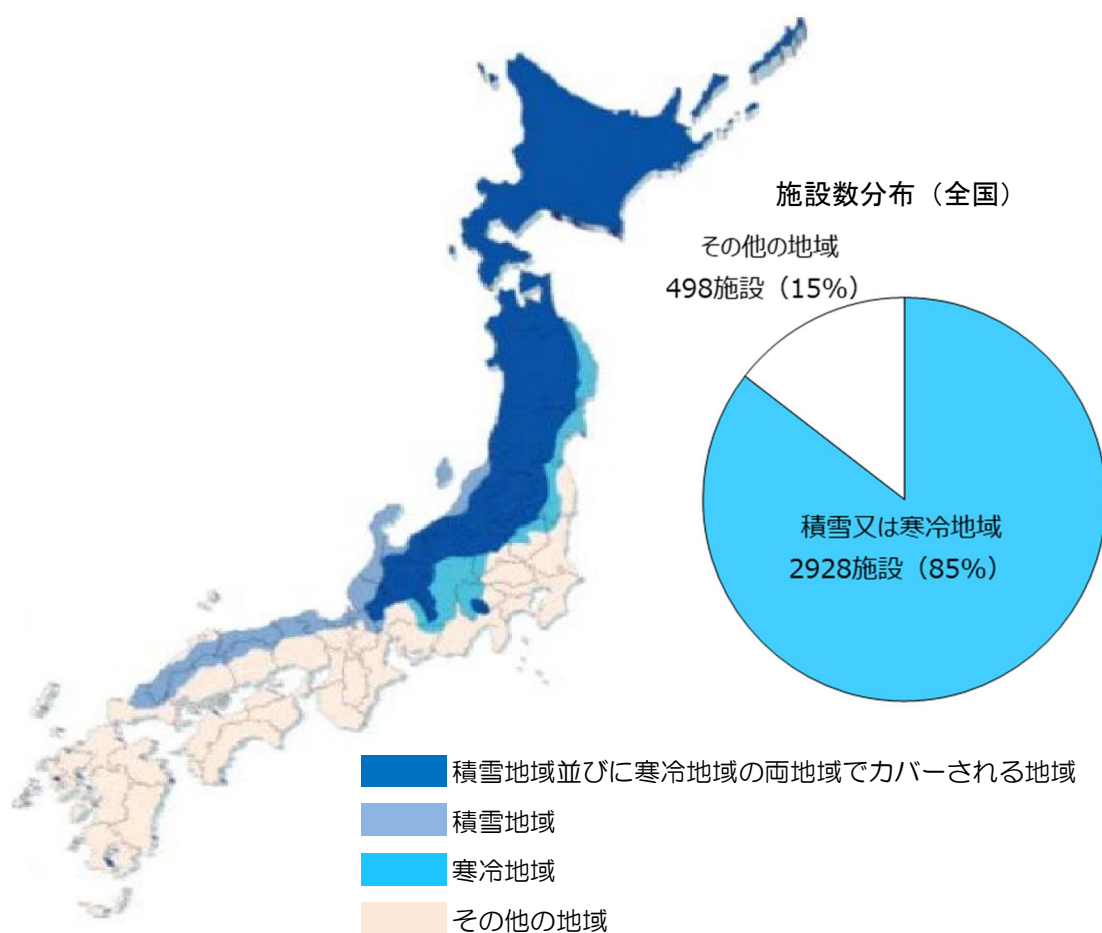 施設数分布（全国）
その他の地域
498施設（15%）
積雪又は寒冷地域
2928施設（85%）
積雪地域並びに寒冷地域の両地域でカバーされる地域
積雪地域
寒冷地域
その他の地域